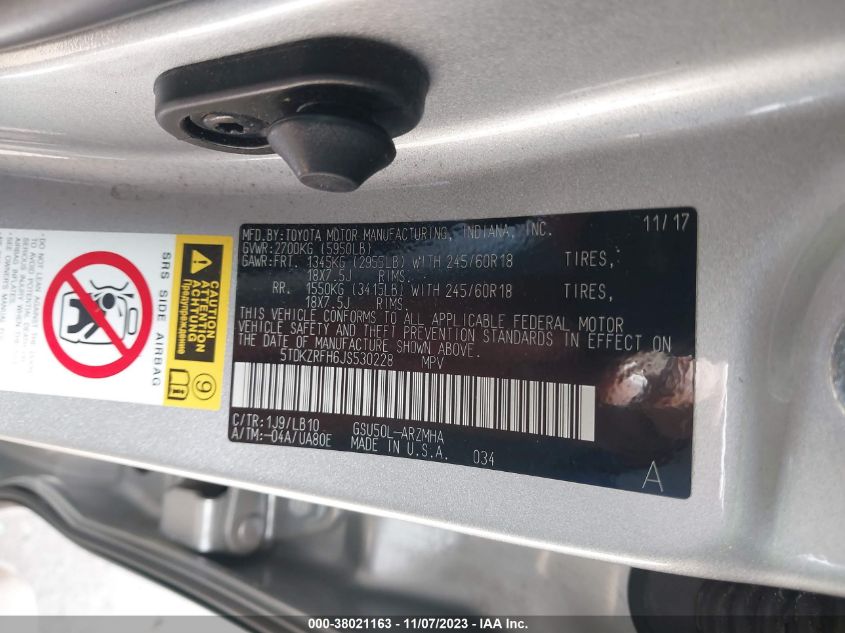 MFD.BY:TOYOTA MOTOR MANUFACTURING, INDIANA, INC. 11/17
GVWR:2700KG (5950LB)
GAWR:FRT. 1345KG (2955LB) WITH 245/60R18 TIRES,
18X7.5J RIMS
RR. 1550KG (3415LB) WITH 245/60R18 TIRES,
18X7.5J RIMS
THIS VEHICLE CONFORMS TO ALL APPLICABLE FEDERAL MOTOR
VEHICLE SAFETY AND THEFT PREVENTION STANDARDS IN EFFECT ON
THE DATE OF MANUFACTURE SHOWN ABOVE.
5TDKZRFH6JS530228 MPV
C/TR:1J9/LB10 GSU50L-ARZMHA
A/TM:-04A/UA80E MADE IN U.S.A. 034
A
SRS SIDE AIRBAG
CAUTION
ATTENTION
ACHTUNG
Предупреждение
9
000-38021163 - 11/07/2023 - IAA Inc.